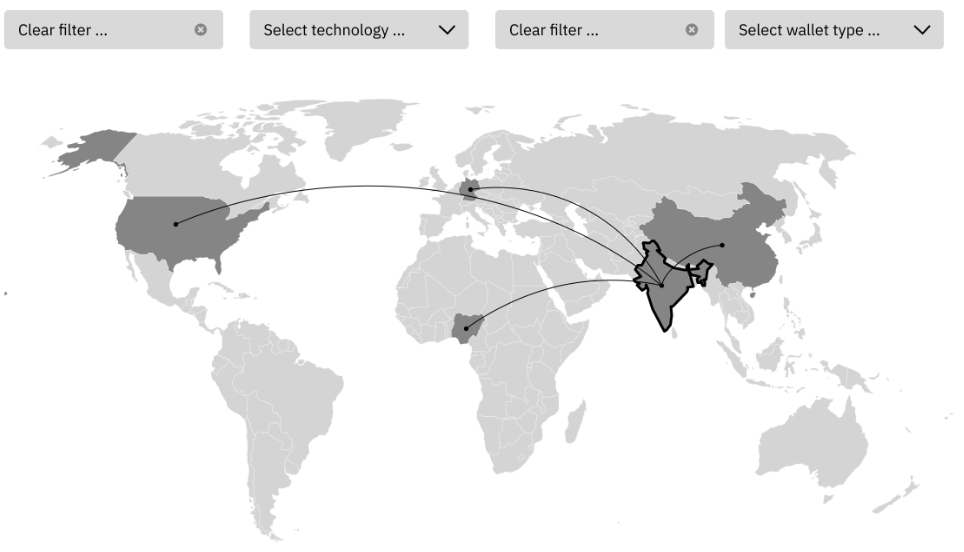 Clear filter ...
Select technology ...
Clear filter ...
Select wallet type ...